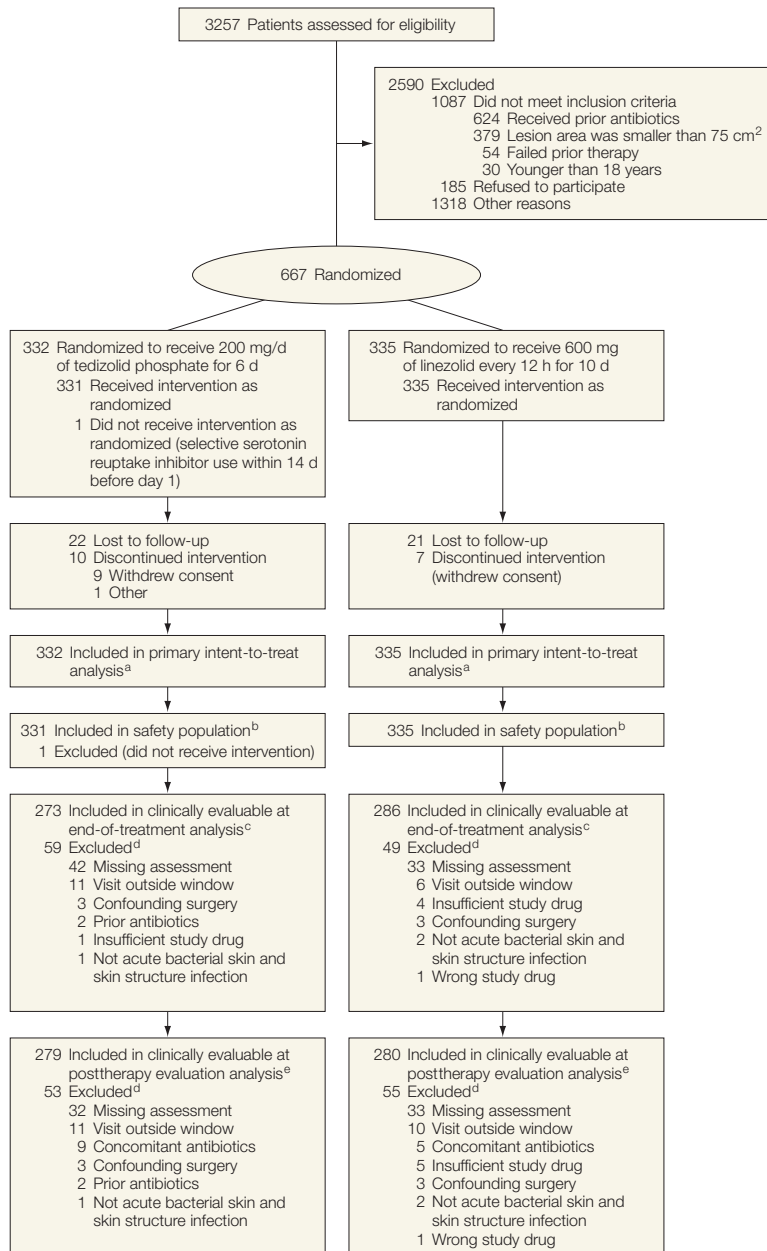 3257 Patients assessed for eligibility
2590 Excluded
1087 Did not meet inclusion criteria
624 Received prior antibiotics
379 Lesion area was smaller than 75 cm²
54 Failed prior therapy
30 Younger than 18 years
185 Refused to participate
1318 Other reasons
667 Randomized
332 Randomized to receive 200 mg/d
of tedizolid phosphate for 6 d
331 Received intervention as
randomized
1 Did not receive intervention as
randomized (selective serotonin
reuptake inhibitor use within 14 d
before day 1)
335 Randomized to receive 600 mg
of linezolid every 12 h for 10 d
335 Received intervention as
randomized
22 Lost to follow-up
10 Discontinued intervention
9 Withdrew consent
1 Other
21 Lost to follow-up
7 Discontinued intervention
(withdrew consent)
332 Included in primary intent-to-treat
analysisᵃ
335 Included in primary intent-to-treat
analysisᵃ
331 Included in safety populationᵇ
1 Excluded (did not receive intervention)
335 Included in safety populationᵇ
273 Included in clinically evaluable at
end-of-treatment analysisᶜ
59 Excludedᵈ
42 Missing assessment
11 Visit outside window
3 Confounding surgery
2 Prior antibiotics
1 Insufficient study drug
1 Not acute bacterial skin and
skin structure infection
286 Included in clinically evaluable at
end-of-treatment analysisᶜ
49 Excludedᵈ
33 Missing assessment
6 Visit outside window
4 Insufficient study drug
3 Confounding surgery
2 Not acute bacterial skin and
skin structure infection
1 Wrong study drug
279 Included in clinically evaluable at
posttherapy evaluation analysisᵉ
53 Excludedᵈ
32 Missing assessment
11 Visit outside window
9 Concomitant antibiotics
3 Confounding surgery
2 Prior antibiotics
1 Not acute bacterial skin and
skin structure infection
280 Included in clinically evaluable at
posttherapy evaluation analysisᵉ
55 Excludedᵈ
33 Missing assessment
10 Visit outside window
5 Concomitant antibiotics
5 Insufficient study drug
3 Confounding surgery
2 Not acute bacterial skin and
skin structure infection
1 Wrong study drug